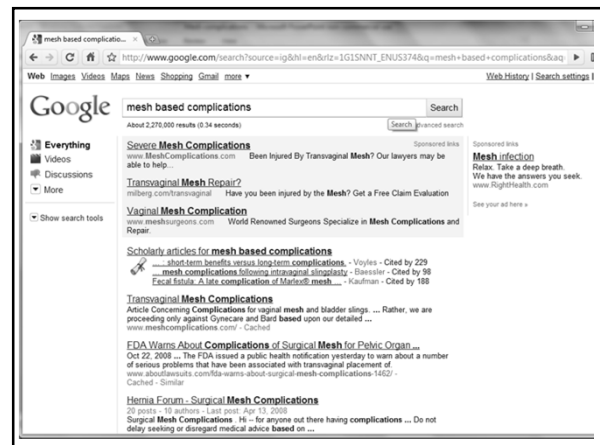 mesh based complicatio...
http://www.google.com/search?source=ig&hl=en&rlz=1G1SNNT_ENUS374&q=mesh+based+complications&aq-
Web Images Videos Maps News Shopping Gmail more ▼
Web History | Search settings |
Google
mesh based complications
Search
About 2,270,000 results (0.34 seconds)
Search
dvanced search
Everything
Videos
Discussions
More
Show search tools
Severe Mesh Complications
Sponsored links
www.MeshComplications.com Been Injured By Transvaginal Mesh? Our lawyers may be
able to help...
Transvaginal Mesh Repair?
milberg.com/transvaginal Have you been injured by the Mesh? Get a Free Claim Evaluation
Vaginal Mesh Complication
www.meshsurgeons.com World Renowned Surgeons Specialize in Mesh Complications and
Repair.
Sponsored links
Mesh infection
Relax. Take a deep breath.
We have the answers you seek.
www.RightHealth.com
See your ad here »
Scholarly articles for mesh based complications
... : short-term benefits versus long-term complications. - Voyles - Cited by 229
... mesh complications following intravaginal slingplasty - Baessler - Cited by 98
Fecal fistula: A late complication of Marlex® mesh ... - Kaufman - Cited by 188
Transvaginal Mesh Complications
Article Concerning Complications for vaginal mesh and bladder slings. ... Rather, we are
proceeding only against Gynecare and Bard based upon our detailed ...
www.meshcomplications.com/ - Cached
FDA Warns About Complications of Surgical Mesh for Pelvic Organ ...
Oct 22, 2008 ... The FDA issued a public health notification yesterday to warn about a number
of serious problems that have been associated with transvaginal placement of.
www.aboutlawsuits.com/fda-warns-about-surgical-mesh-complications-1462/ -
Cached - Similar
Hernia Forum - Surgical Mesh Complications
20 posts - 10 authors - Last post: Apr 13, 2008
Surgical Mesh Complications . Hi -- for anyone out there having complications ... Do not
delay seeking or disregard medical advice based on ...